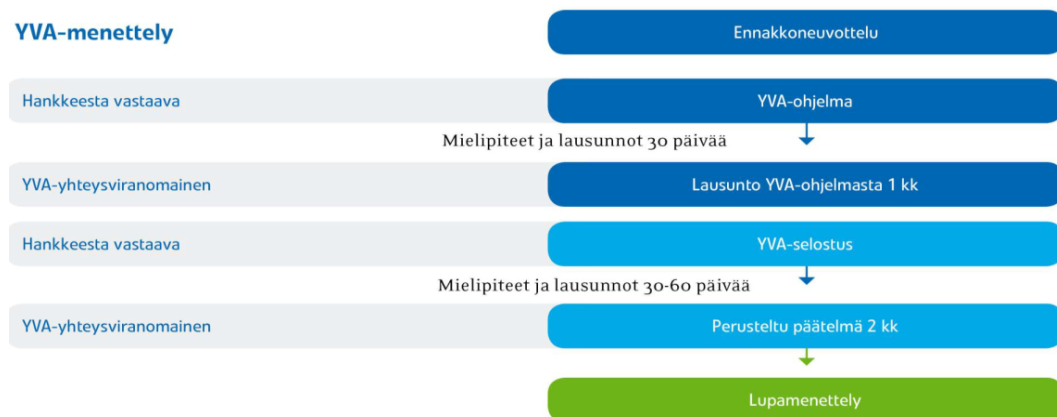 YVA-menettely
Ennakkoneuvottelu
Hankkeesta vastaava
YVA-ohjelma
Mielipiteet ja lausunnot 30 päivää
YVA-yhteysviranomainen
Lausunto YVA-ohjelmasta 1 kk
Hankkeesta vastaava
YVA-selostus
Mielipiteet ja lausunnot 30-60 päivää
YVA-yhteysviranomainen
Perusteltu päätelmä 2 kk
Lupamenettely